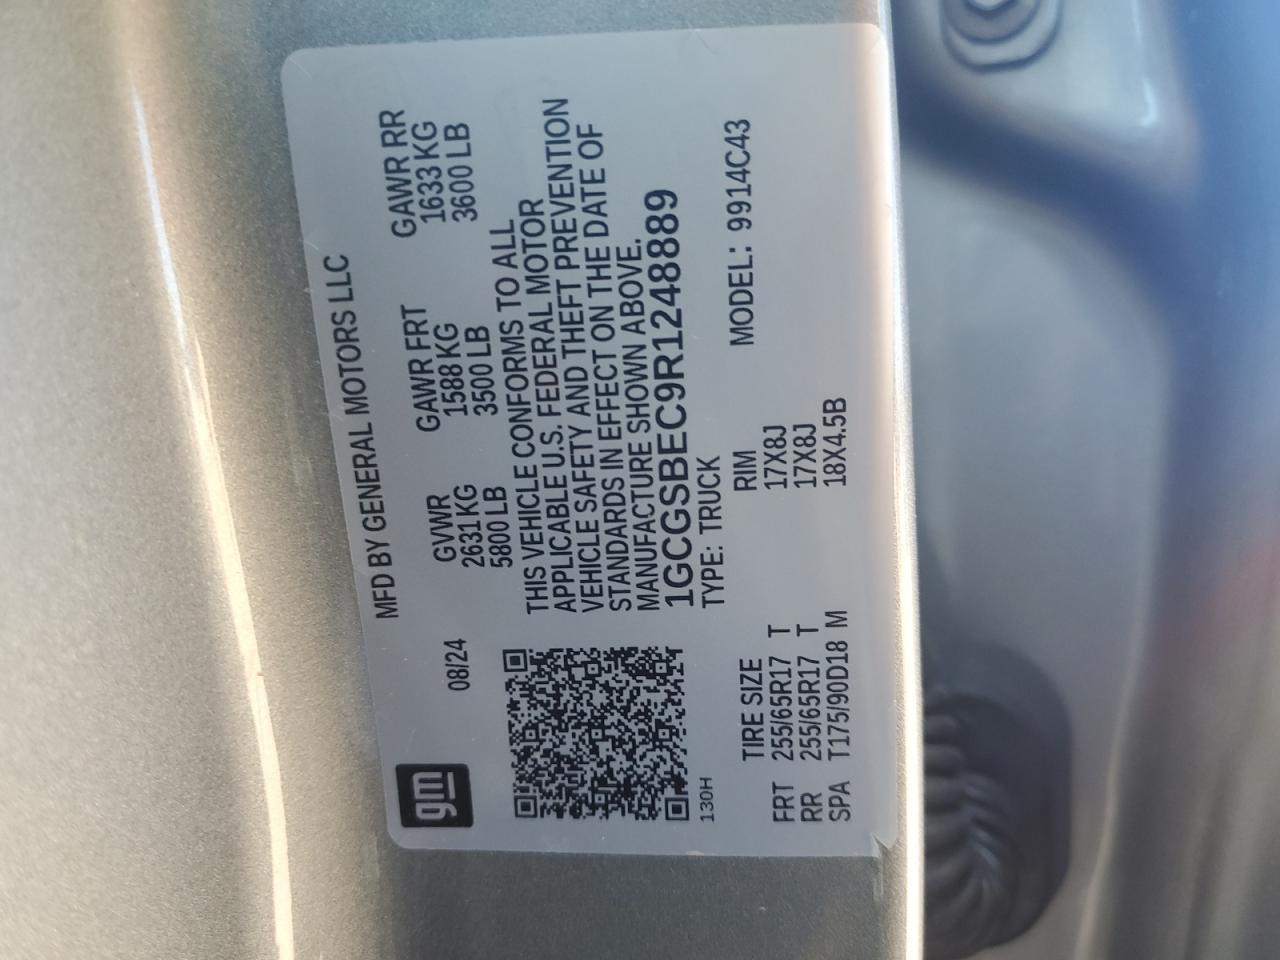 gm
MFD BY GENERAL MOTORS LLC
08/24
GVWR GAWR FRT GAWR RR
2631 KG 1588 KG 1633 KG
5800 LB 3500 LB 3600 LB
THIS VEHICLE CONFORMS TO ALL
APPLICABLE U.S. FEDERAL MOTOR
VEHICLE SAFETY AND THEFT PREVENTION
STANDARDS IN EFFECT ON THE DATE OF
MANUFACTURE SHOWN ABOVE.
1GCGSBEC9R1248889
130H
TYPE: TRUCK MODEL: 9914C43
TIRE SIZE RIM
FRT 255/65R17 T 17X8J
RR 255/65R17 T 17X8J
SPA T175/90D18 M 18X4.5B